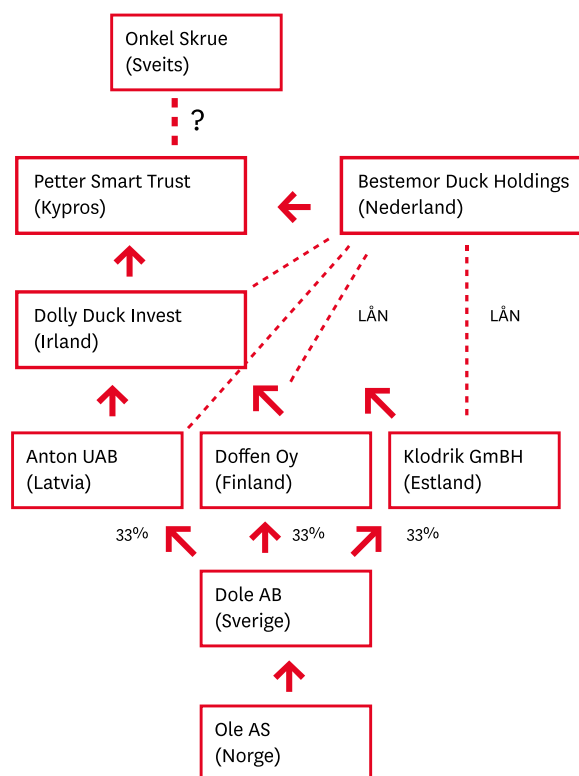 Onkel Skrue
(Sveits)
?
Petter Smart Trust
(Kypros)
Bestemor Duck Holdings
(Nederland)
Dolly Duck Invest
(Irland)
LÅN
LÅN
Anton UAB
(Latvia)
Doffen Oy
(Finland)
Klodrik GmBH
(Estland)
33%
33%
33%
Dole AB
(Sverige)
Ole AS
(Norge)